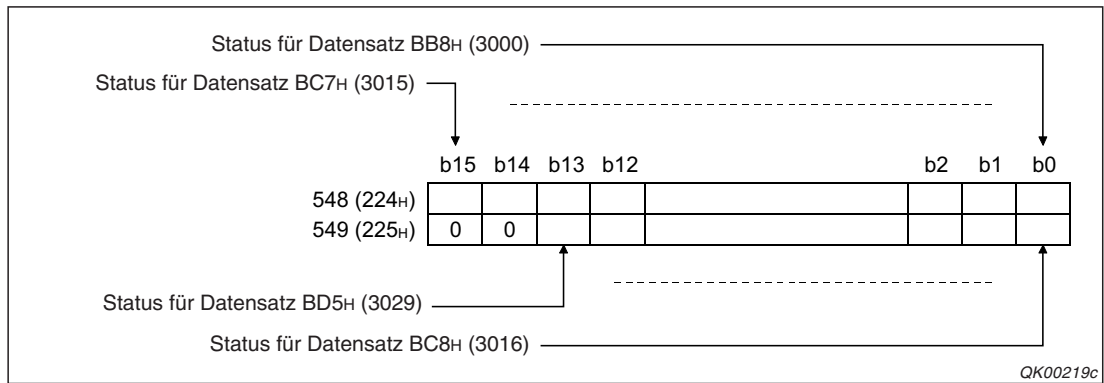 Status für Datensatz BB8H (3000)
Status für Datensatz BC7H (3015)
b15 b14 b13 b12 b2 b1 b0
548 (224H)
549 (225H) 0 0
Status für Datensatz BD5H (3029)
Status für Datensatz BC8H (3016)
QK00219c